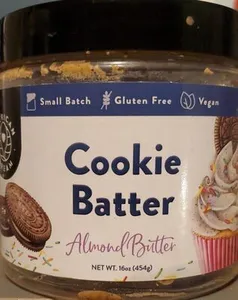 Small Batch Gluten Free Vegan
Cookie
Batter
Almond Butter
NET WT. 16oz (454g)